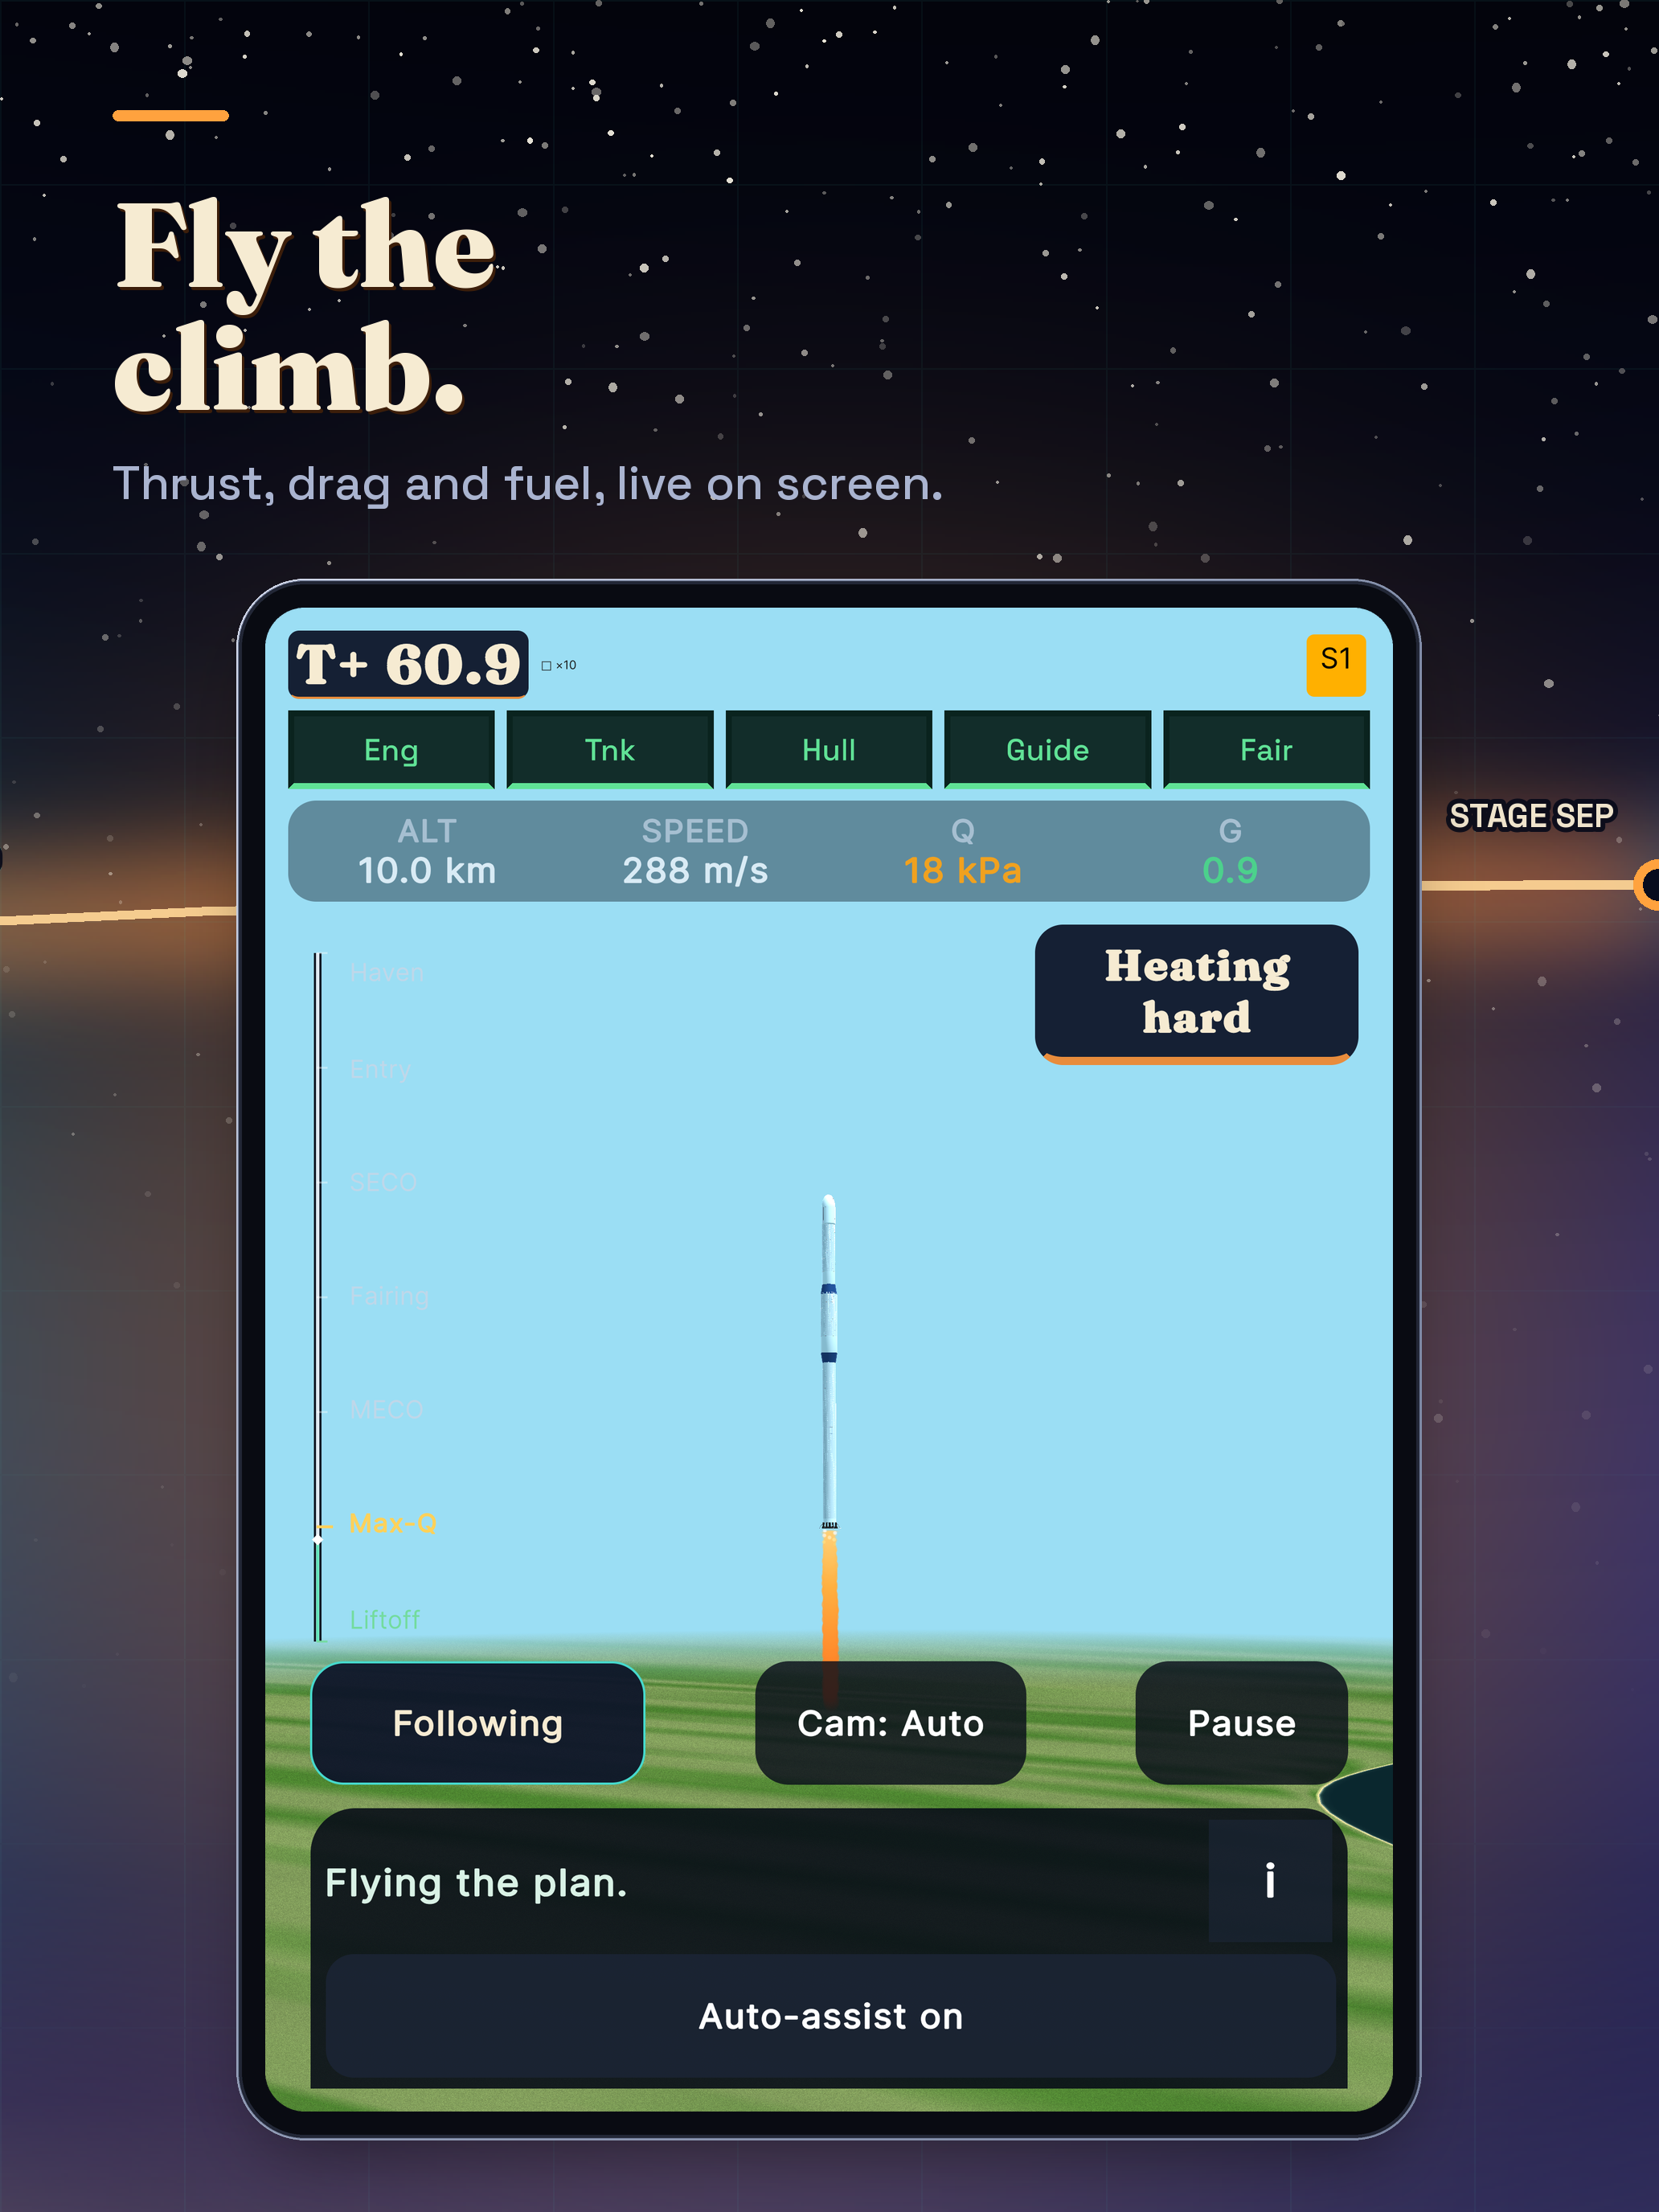 Fly the
climb.
Thrust, drag and fuel, live on screen.
T+ 60.9
×10
S1
Eng
Tnk
Hull
Guide
Fair
ALT
SPEED
Q
G
10.0 km
288 m/s
18 kPa
0.9
STAGE SEP
Heating
hard
Haven
Entry
SECO
Fairing
MECO
Max-Q
Liftoff
Following
Cam: Auto
Pause
Flying the plan.
i
Auto-assist on